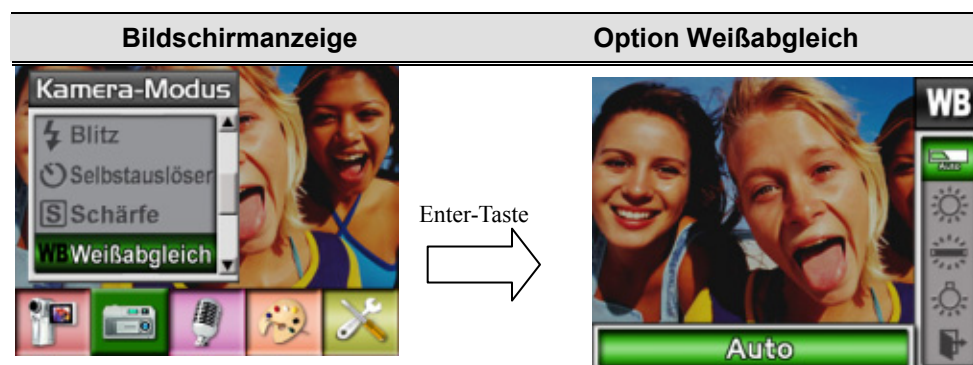 Bildschirmanzeige
Option Weißabgleich
Kamera-Modus
Blitz
Selbstauslöser
S Schärfe
WB Weißabgleich
Enter-Taste
WB
Auto
Auto